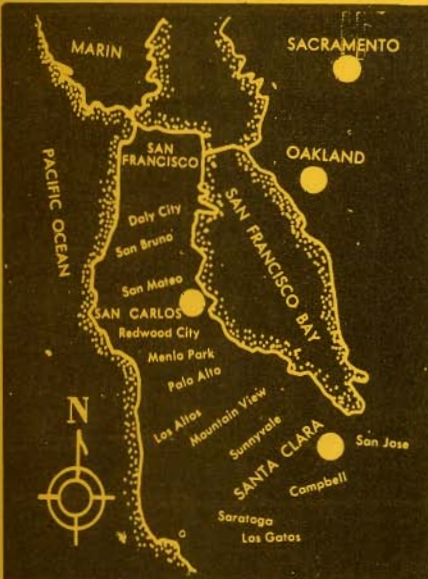 MARIN
SACRAMENTO
PACIFIC OCEAN
SAN
FRANCISCO
OAKLAND
SAN FRANCISCO BAY
Daly City
San Bruno
San Mateo
SAN CARLOS
Redwood City
Menlo Park
Palo Alto
N
Los Altos
Mountain View
Sunnyvale
SANTA CLARA
San Jose
Campbell
Saratoga
Los Gatos